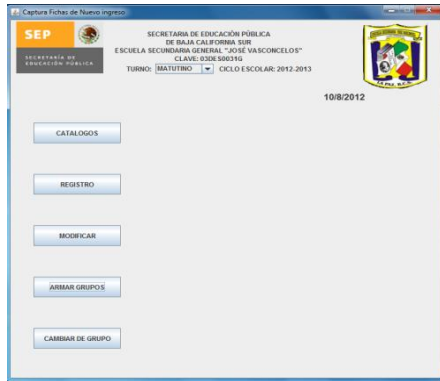 Captura Fichas de Nuevo ingreso
SEP
SECRETARÍA DE
EDUCACIÓN PÚBLICA
SECRETARIA DE EDUCACIÓN PÚBLICA
DE BAJA CALIFORNIA SUR
ESCUELA SECUNDARIA GENERAL "JOSÉ VASCONCELOS"
CLAVE: 03DES0031G
TURNO: MATUTINO CICLO ESCOLAR: 2012-2013
LA PAZ, B.C.S.
10/8/2012
CATALOGOS
REGISTRO
MODIFICAR
ARMAR GRUPOS
CAMBIAR DE GRUPO